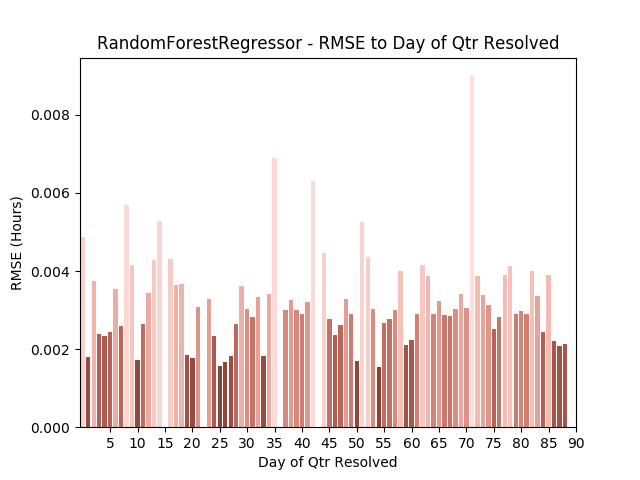 RandomForestRegressor - RMSE to Day of Qtr Resolved
RMSE (Hours)
0.008
0.006
0.004
0.002
0.000
5 10 15 20 25 30 35 40 45 50 55 60 65 70 75 80 85 90
Day of Qtr Resolved